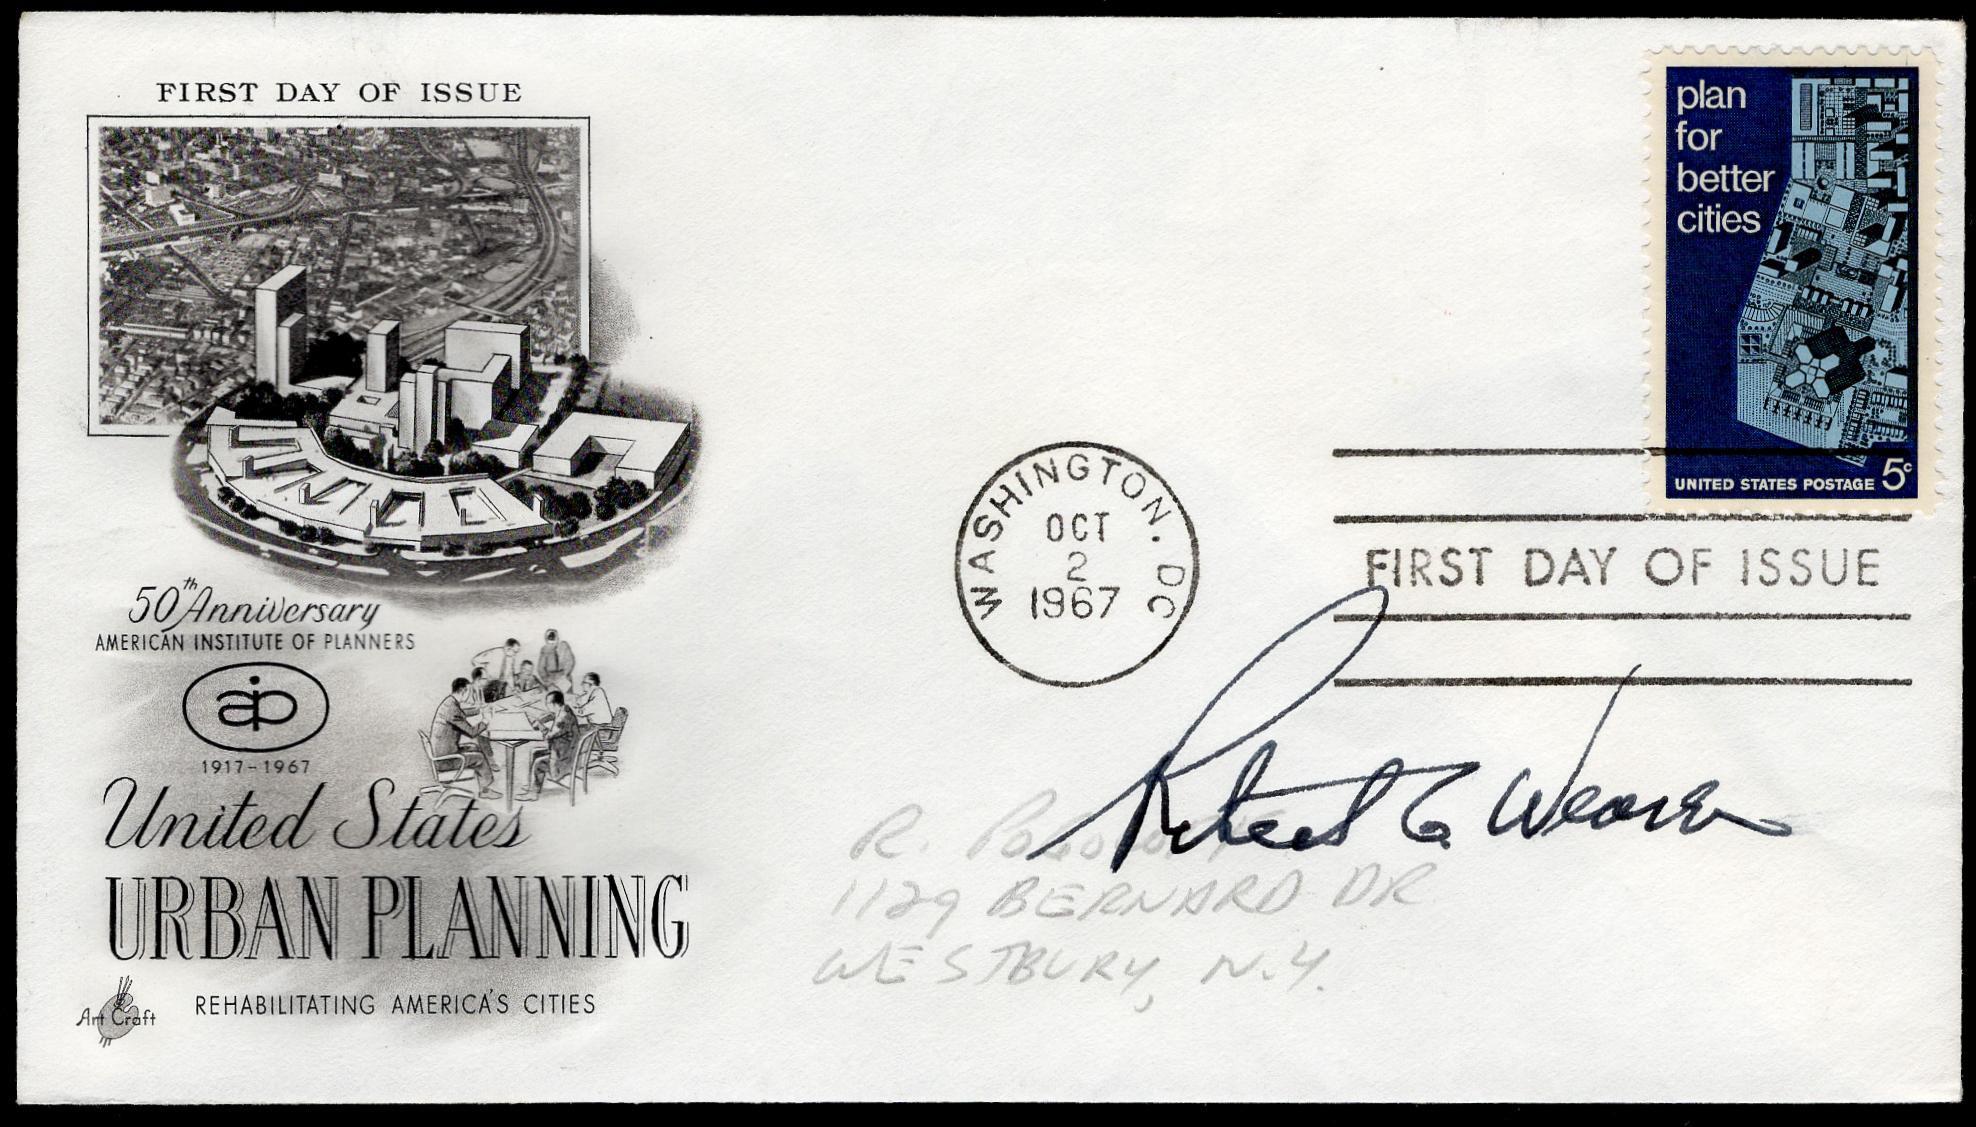 FIRST DAY OF ISSUE
50th Anniversary
AMERICAN INSTITUTE OF PLANNERS
aip
1917-1967
United States
URBAN PLANNING
REHABILITATING AMERICA'S CITIES
Art Craft
plan
for
better
cities
UNITED STATES POSTAGE 5c
WASHINGTON. DC
OCT
2
1967
FIRST DAY OF ISSUE
Robert C Weaver
R.
1129 BERNARD DR
WESTBURY, N.Y.